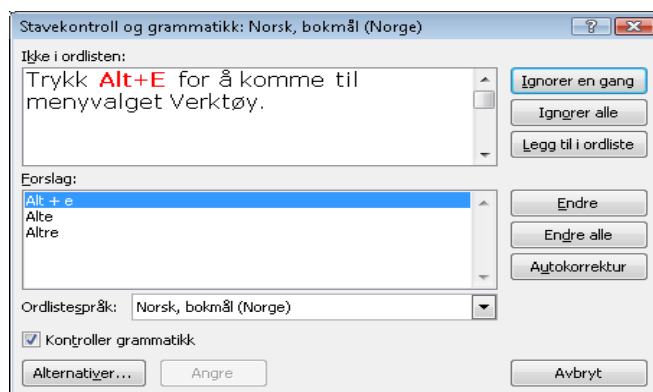 Stavekontroll og grammatikk: Norsk, bokmål (Norge)
Ikke i ordlisten:
Trykk Alt+E for å komme til
menyvalget Verktøy.
Ignorer en gang
Ignorer alle
Legg til i ordliste
Forslag:
Alt + e
Alte
Altre
Endre
Endre alle
Autokorrektur
Ordlistespråk: Norsk, bokmål (Norge)
Kontroller grammatikk
Alternativer... Angre Avbryt